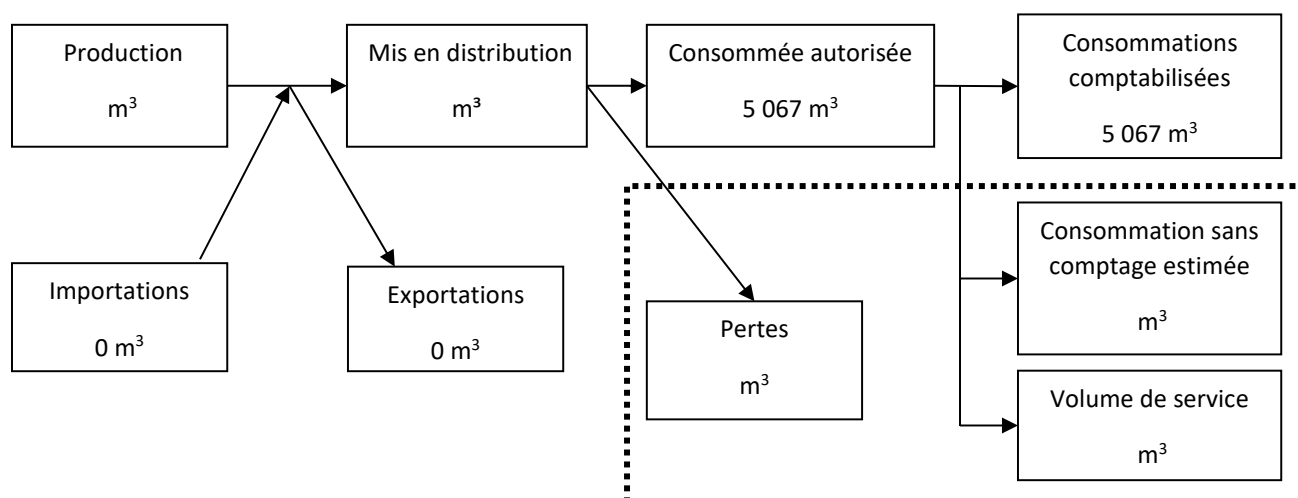 Production
m³
Mis en distribution
m³
Consommée autorisée
5 067 m³
Consommations
comptabilisées
5 067 m³
Importations
0 m³
Exportations
0 m³
Pertes
m³
Consommation sans
comptage estimée
m³
Volume de service
m³